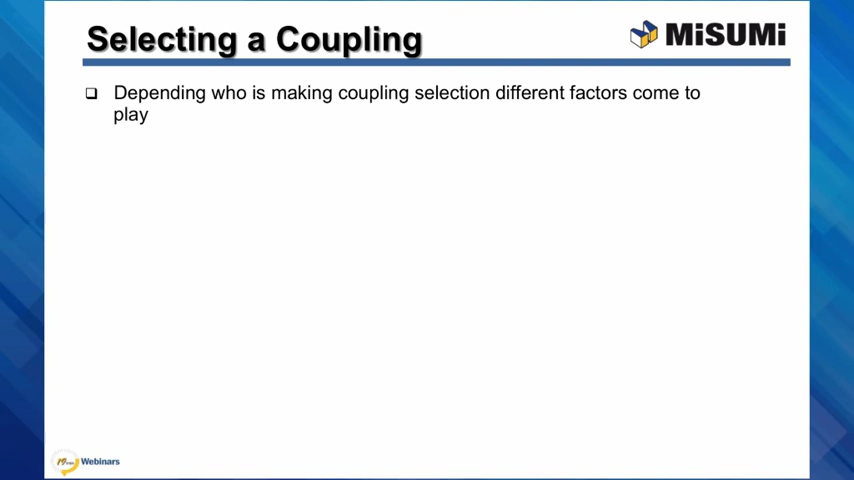 Selecting a Coupling
MiSUMi
❑ Depending who is making coupling selection different factors come to
play
Webinars